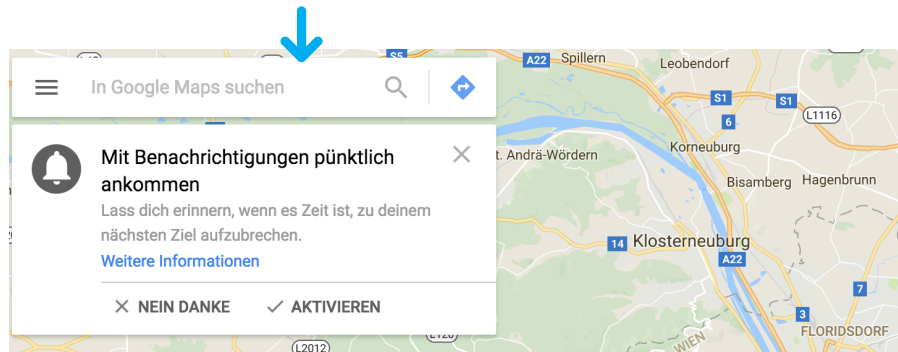 In Google Maps suchen
Mit Benachrichtigungen pünktlich
ankommen
Lass dich erinnern, wenn es Zeit ist, zu deinem
nächsten Ziel aufzubrechen.
Weitere Informationen
NEIN DANKE AKTIVIEREN
S5
A22 Spillern
Leobendorf
S1
S1
L1116
6
Korneuburg
t. Andrä-Wördern
Bisamberg
Hagenbrunn
14 Klosterneuburg
A22
7
3
FLORIDSDORF
WIEN
L2012
L120